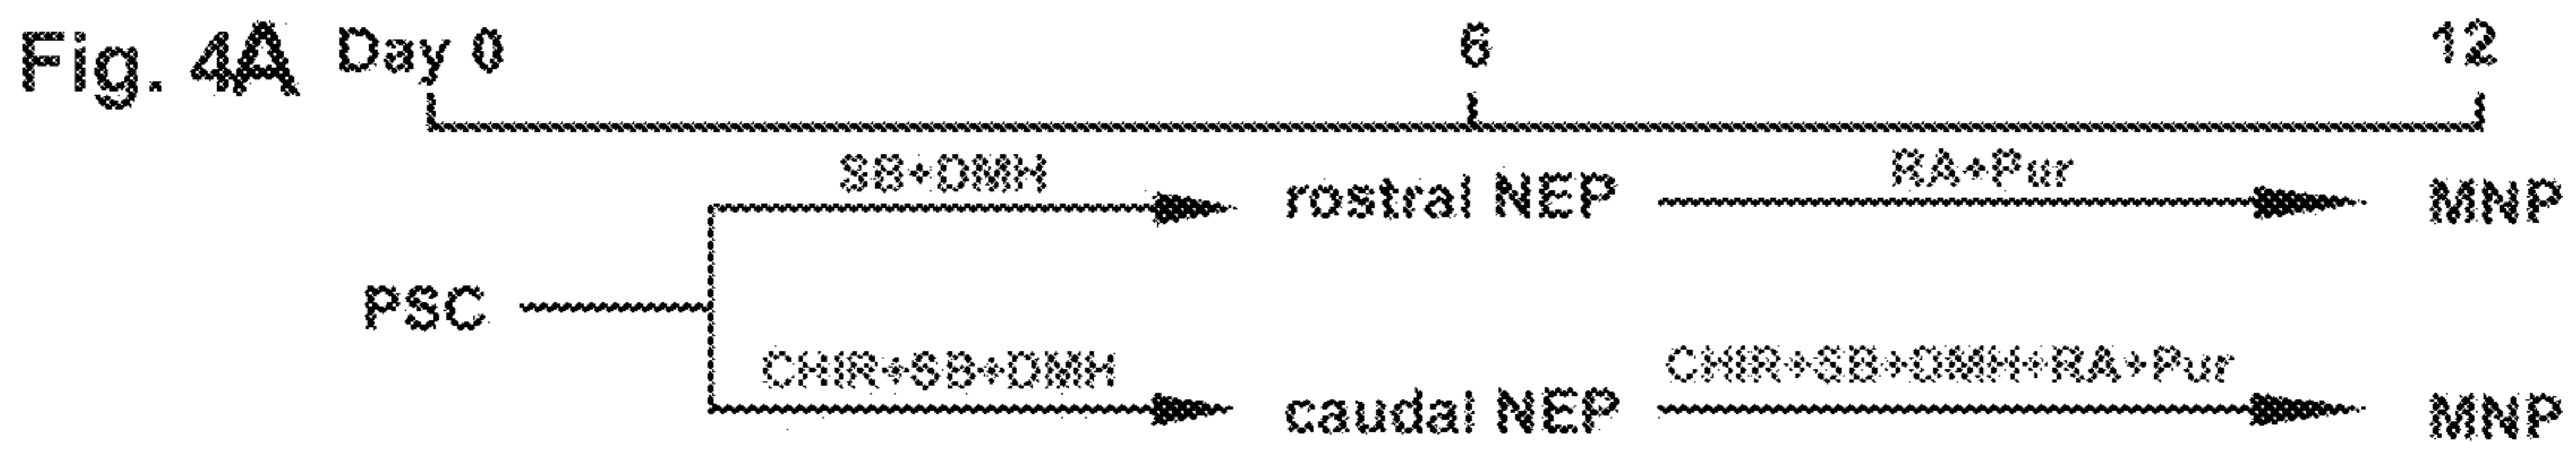 Fig. 4A Day 0 6 12
SB+DMH RA+Pur
rostral NEP MNP
PSC
CHIR+SB+DMH CHIR+SB+DMH+RA+Pur
caudal NEP MNP